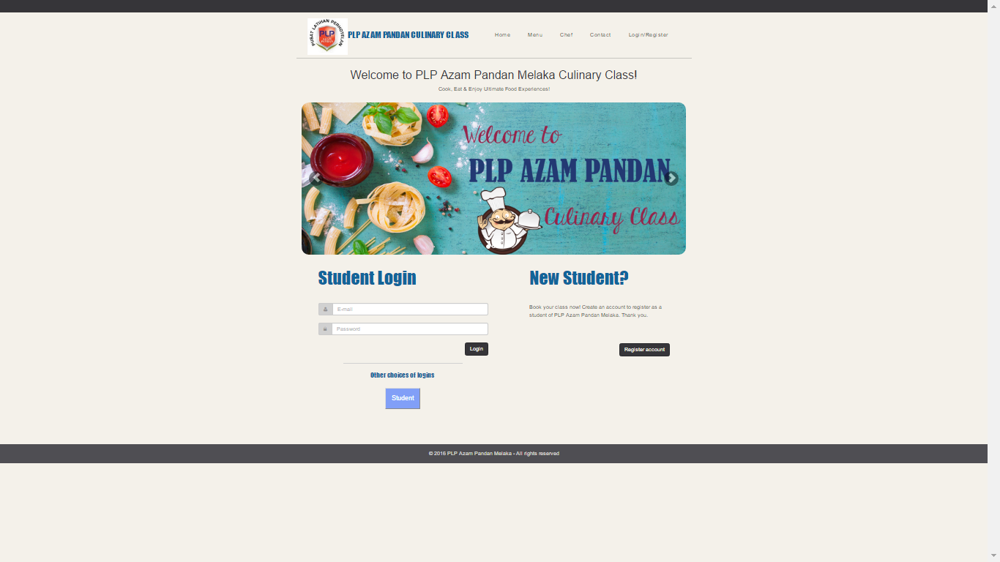 PUSAT LATIHAN PERHOTELAN
PLP
AZAM
PANDAN
PLP AZAM PANDAN CULINARY CLASS
Home
Menu
Chef
Contact
Login/Register
Welcome to PLP Azam Pandan Melaka Culinary Class!
Cook, Eat & Enjoy Ultimate Food Experiences!
Welcome to
PLP AZAM PANDAN
Culinary Class
Student Login
E-mail
Password
Login
Other choices of logins
Student
New Student?
Book your class now! Create an account to register as a
student of PLP Azam Pandan Melaka. Thank you.
Register account
© 2016 PLP Azam Pandan Melaka - All rights reserved